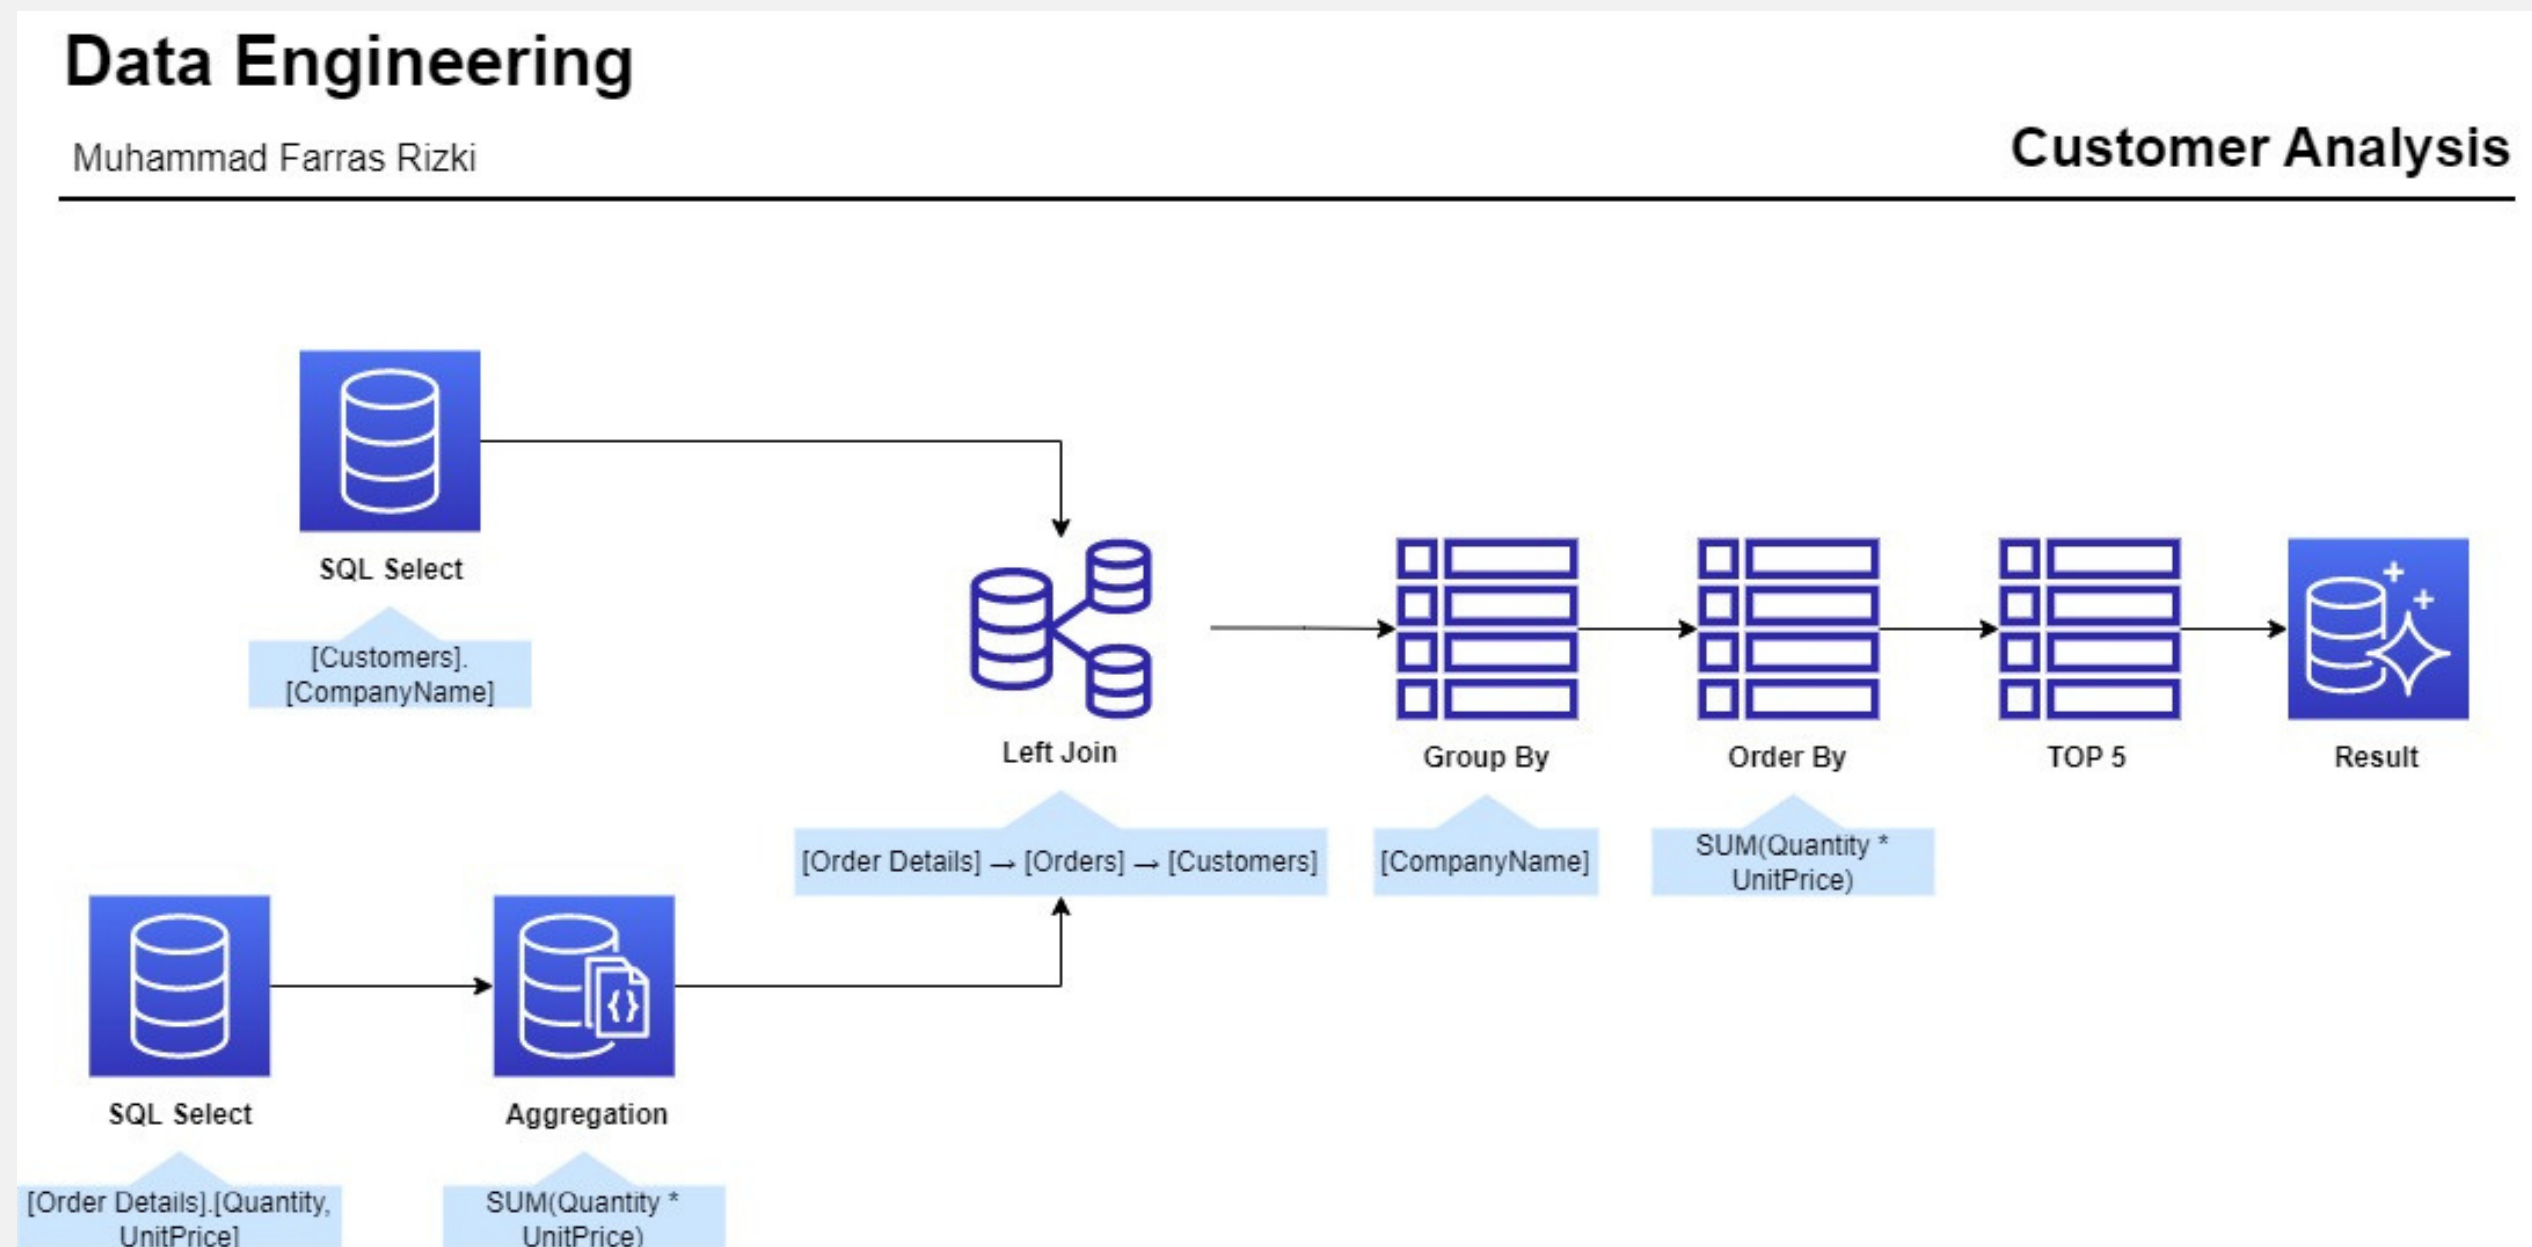 Data Engineering
Muhammad Farras Rizki
Customer Analysis
SQL Select
[Customers].
[CompanyName]
Left Join
[Order Details] → [Orders] → [Customers]
Group By
[CompanyName]
Order By
SUM(Quantity *
UnitPrice)
TOP 5
Result
SQL Select
[Order Details].[Quantity,
UnitPrice]
Aggregation
SUM(Quantity *
UnitPrice)